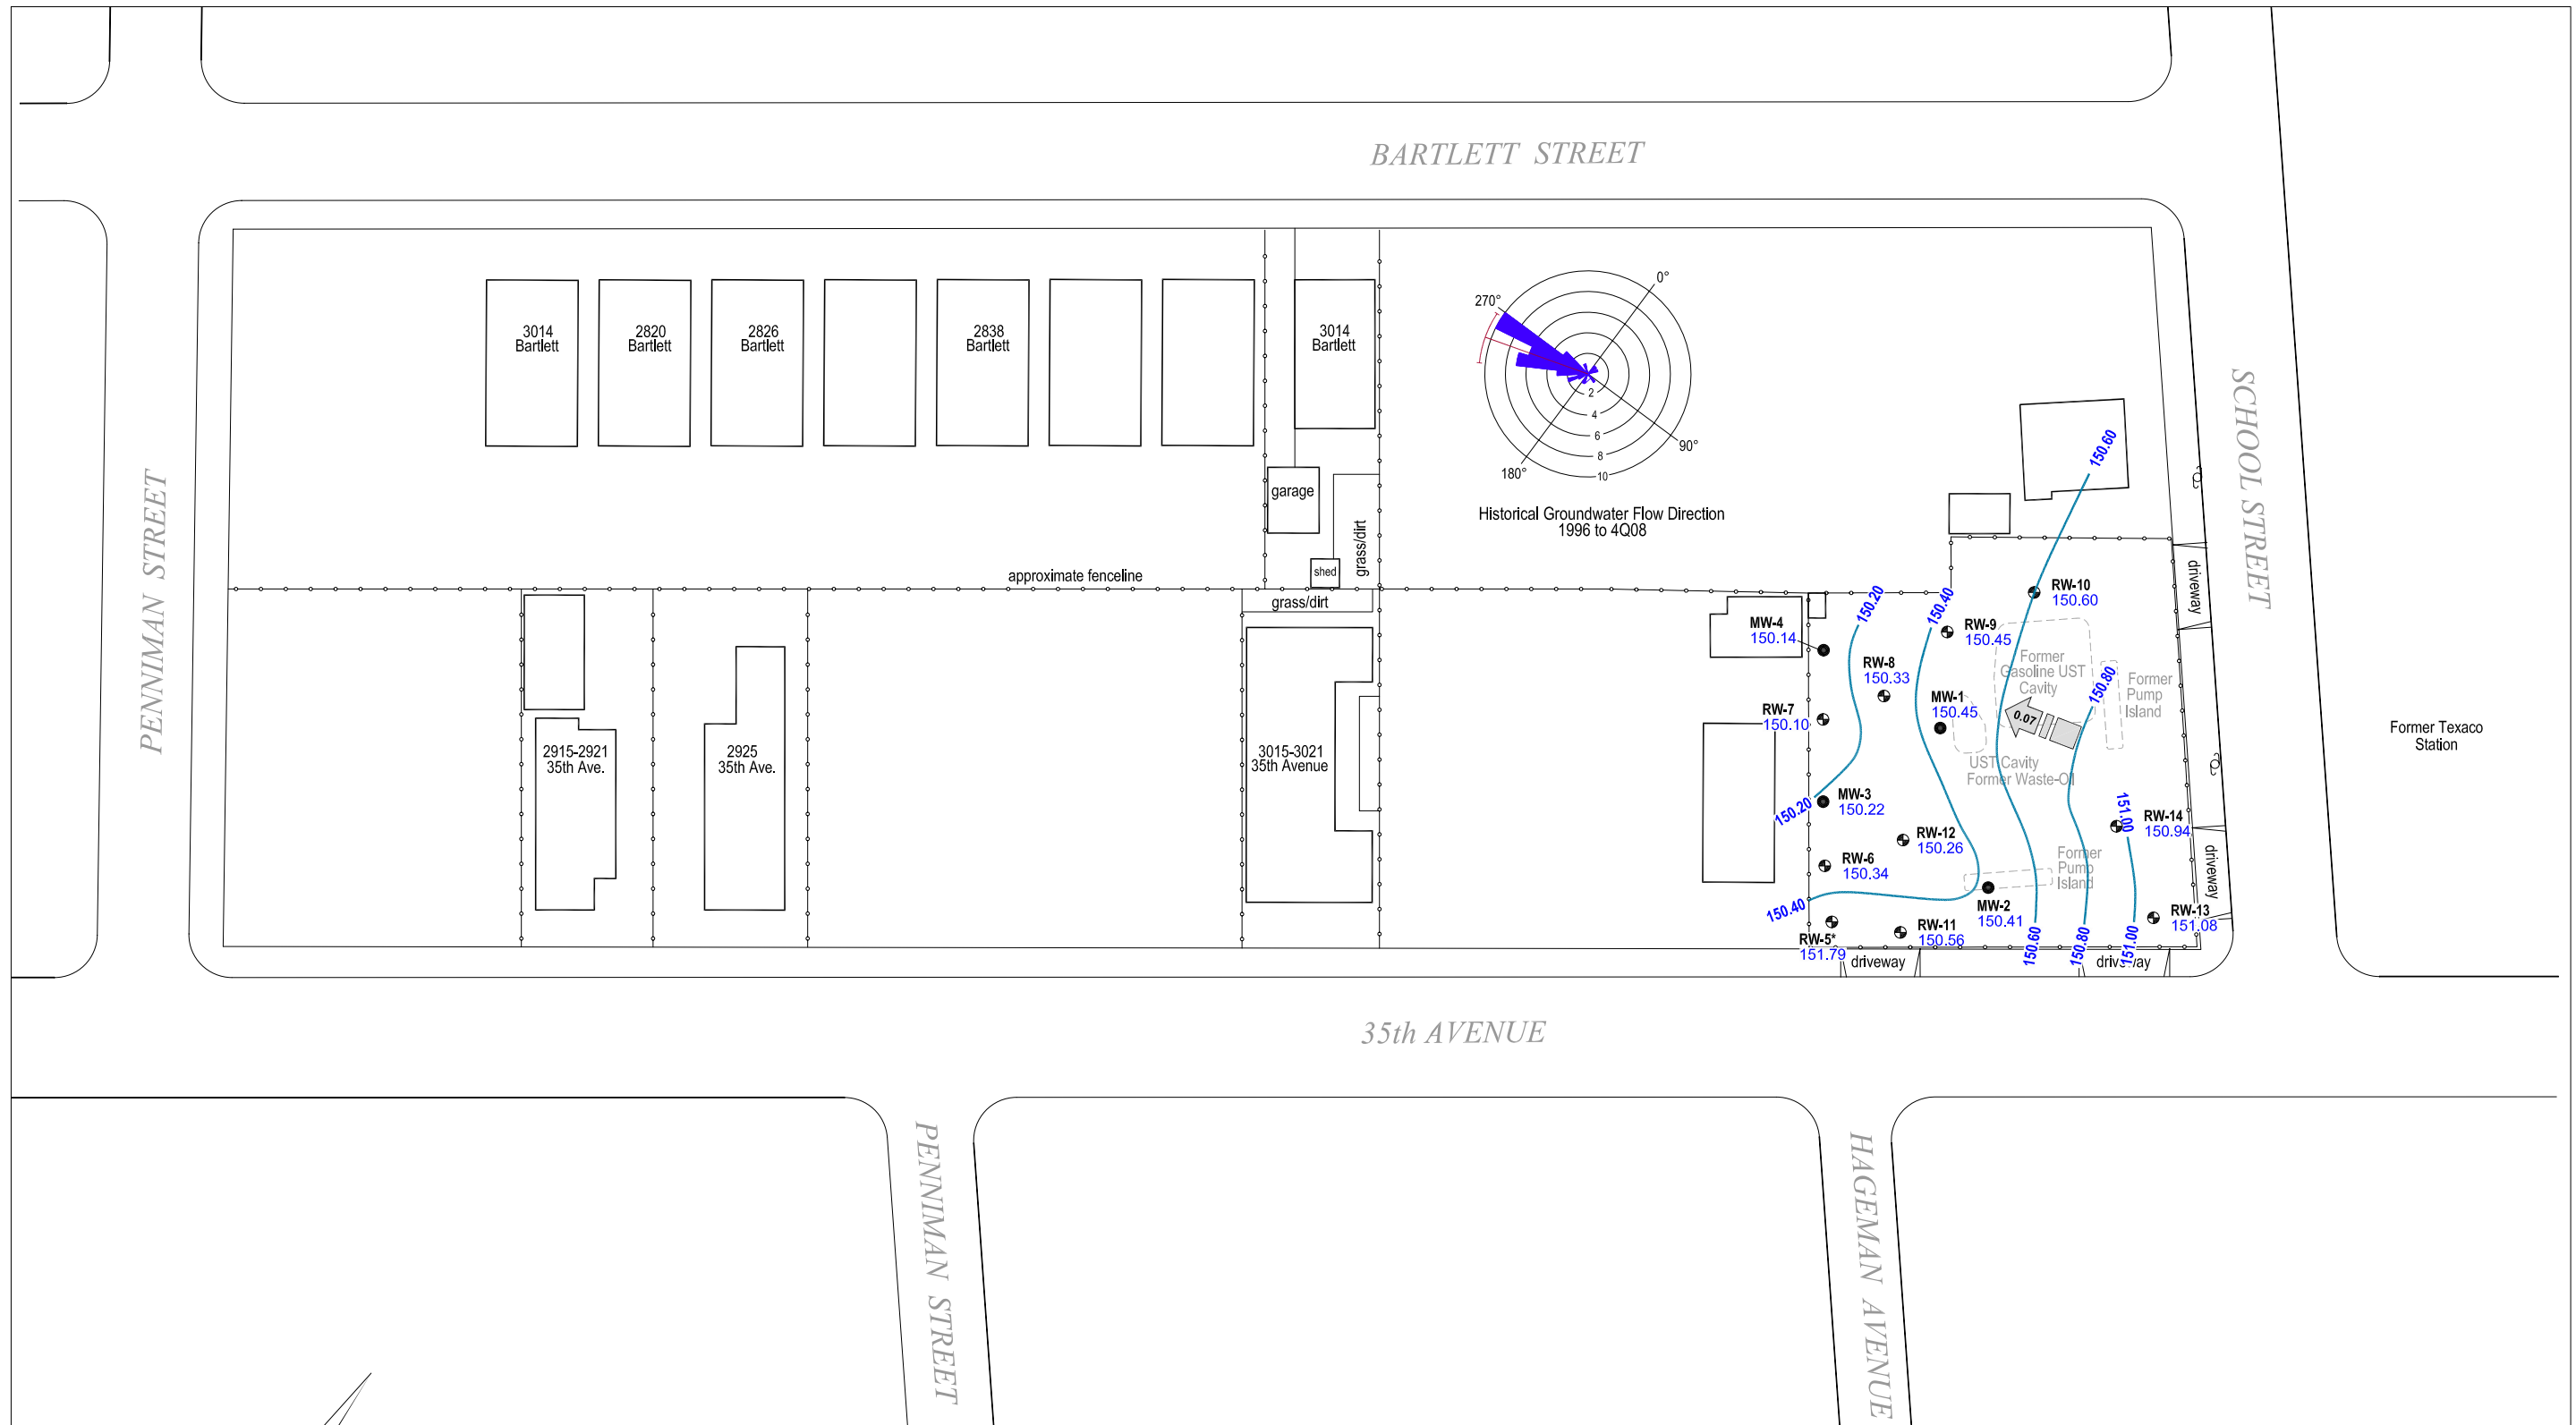 BARTLETT STREET
PENNIMAN STREET
SCHOOL STREET
3014
Bartlett
2820
Bartlett
2826
Bartlett
2838
Bartlett
3014
Bartlett
0°
270°
90°
180°
2
4
6
8
10
Historical Groundwater Flow Direction
1996 to 4Q08
garage
shed
grass/dirt
grass/dirt
approximate fenceline
2915-2921
35th Ave.
2925
35th Ave.
3015-3021
35th Avenue
150.60
150.20
150.40
RW-10
150.60
RW-9
150.45
MW-4
150.14
RW-8
150.33
MW-1
150.45
RW-7
150.10
Former
Gasoline UST
Cavity
150.80
Former
Pump
Island
0.07
UST Cavity
Former Waste-Oil
driveway
Former Texaco
Station
MW-3
150.22
150.20
151.00
RW-14
150.94
RW-12
150.26
RW-6
150.34
Former
Pump
Island
driveway
150.40
MW-2
150.41
RW-13
151.08
RW-5*
151.79
RW-11
150.56
150.60
150.80
151.00
driveway
driveway
35th AVENUE
PENNIMAN STREET
HAGEMAN AVENUE